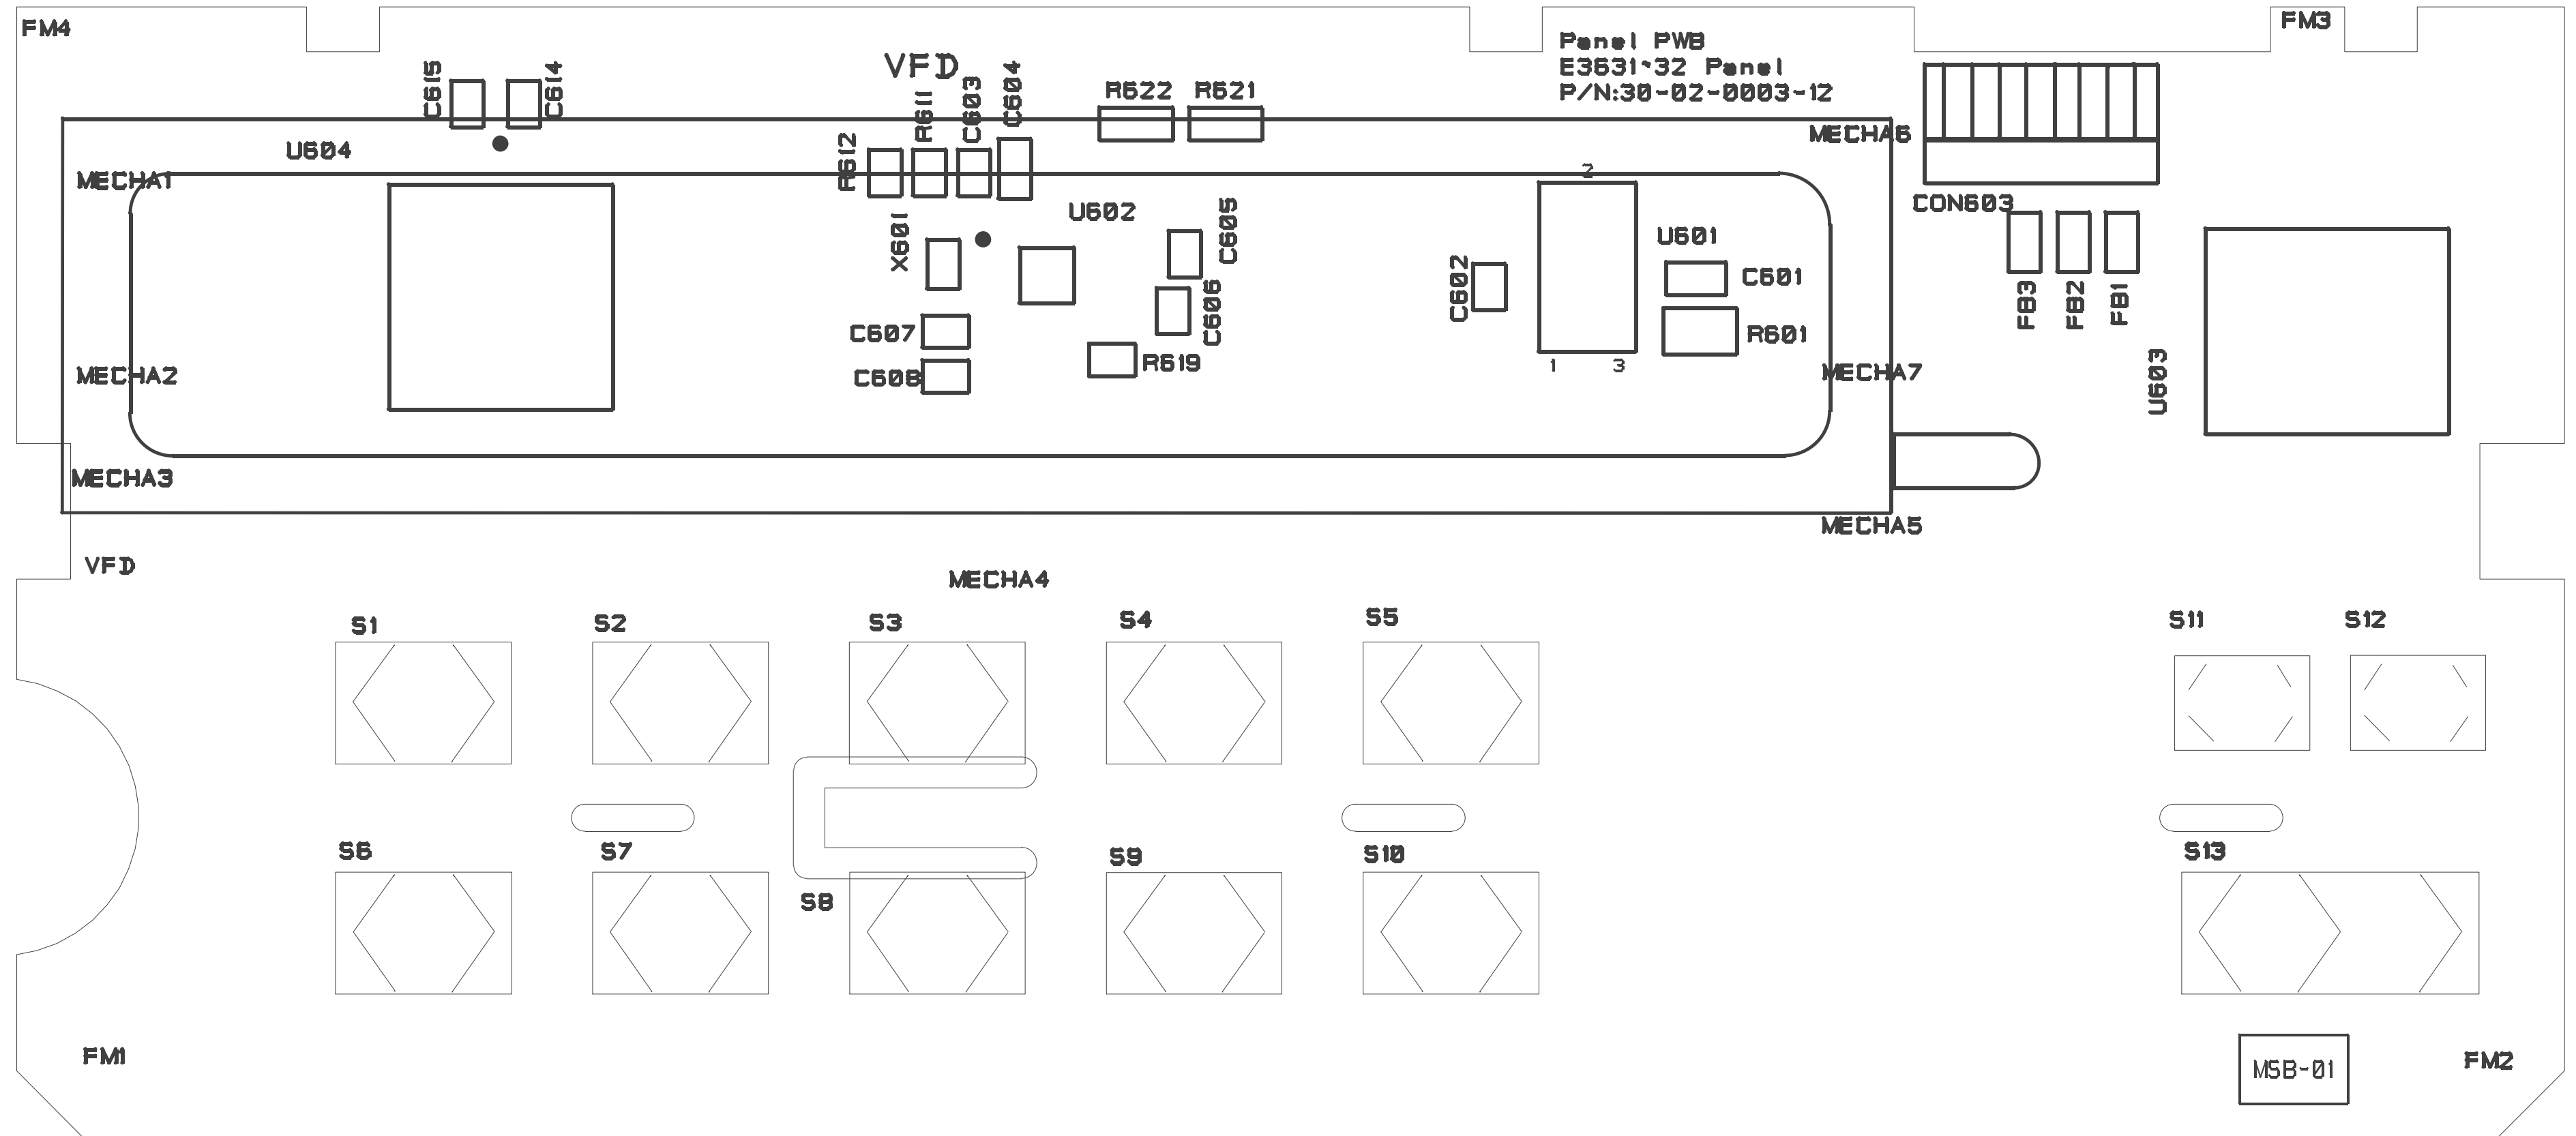 FM4
FM3
Panel PWB
E3631~32 Panel
P/N:30-02-0003-12
VFD
C615
C614
R611
C603
C604
R622
R621
R612
MECHA6
U604
MECHA1
2
CON603
U602
X601
C605
U601
C602
C601
C606
FB3
FB2
FB1
C607
R601
R619
1
3
C608
MECHA2
MECHA7
U603
MECHA3
MECHA5
VFD
MECHA4
S1
S2
S3
S4
S5
S11
S12
S6
S7
S8
S9
S10
S13
FM1
MSB-01
FM2